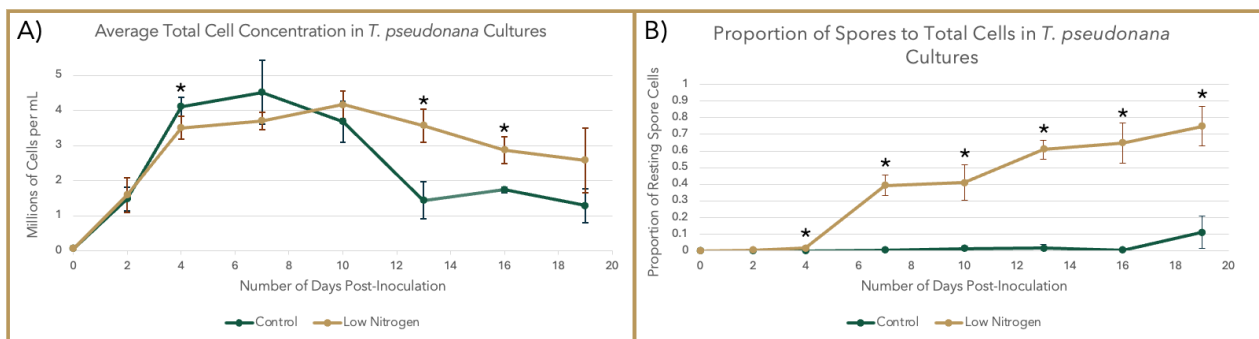 A)
Average Total Cell Concentration in T. pseudonana Cultures
Millions of Cells per mL
5
4
3
2
1
0
* * *
0 2 4 6 8 10 12 14 16 18 20
Number of Days Post-Inoculation
Control Low Nitrogen
B)
Proportion of Spores to Total Cells in T. pseudonana
Cultures
Proportion of Resting Spore Cells
1
0.9
0.8
0.7
0.6
0.5
0.4
0.3
0.2
0.1
0
* * * * * *
0 2 4 6 8 10 12 14 16 18 20
Number of Days Post-Inoculation
Control Low Nitrogen